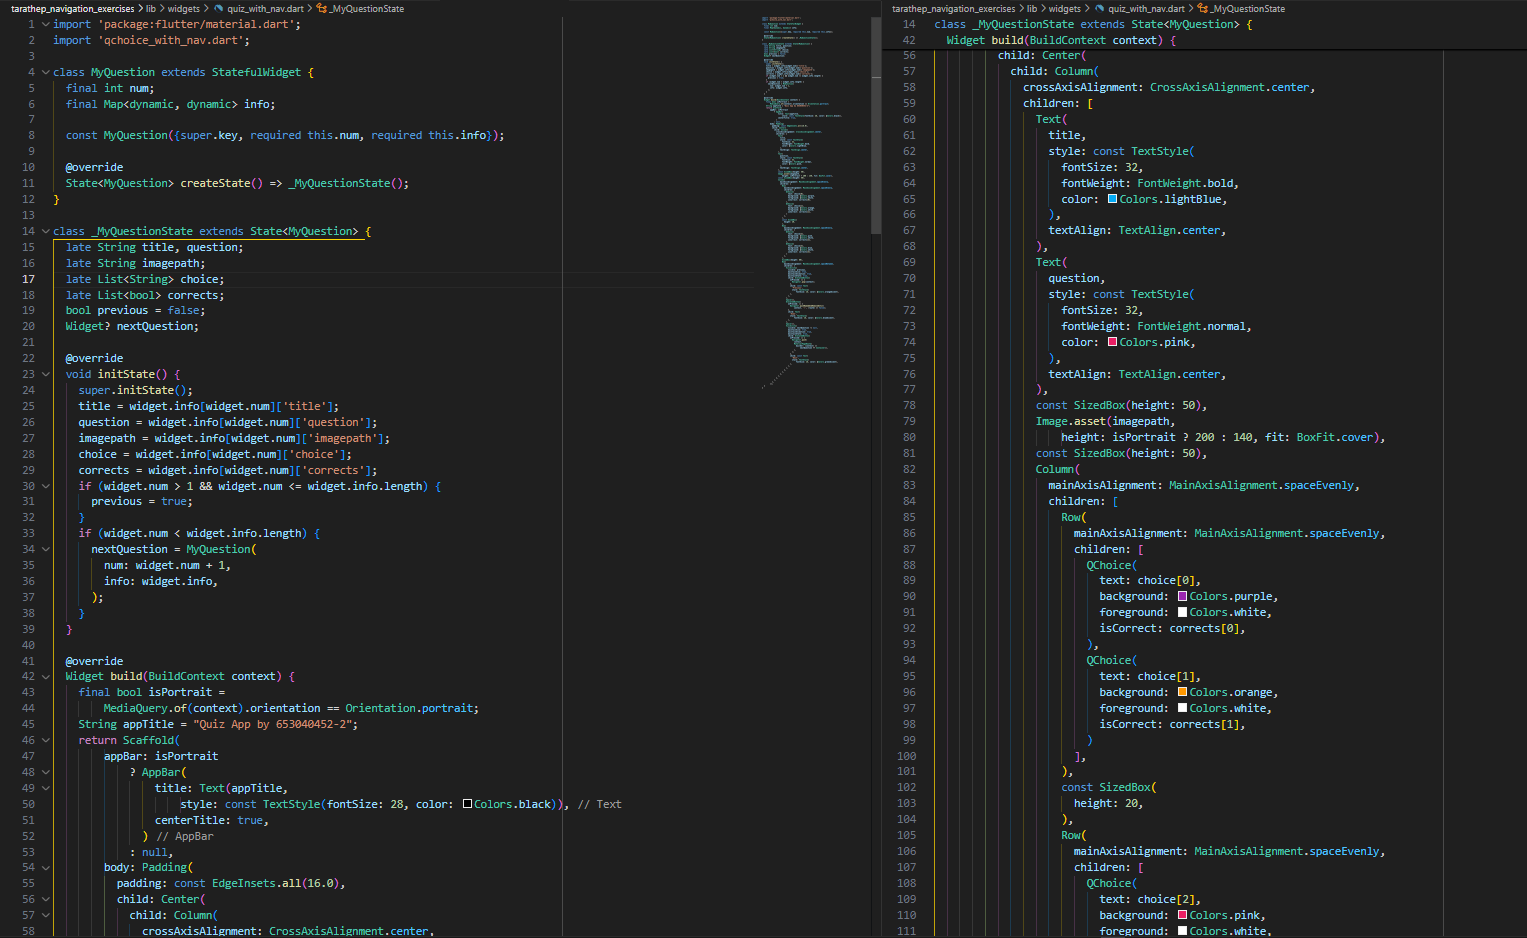 tarathep_navigation_exercises > lib > widgets > quiz_with_nav.dart > _MyQuestionState
1 import 'package:flutter/material.dart';
2 import 'qchoice_with_nav.dart';
3
4 class MyQuestion extends StatefulWidget {
5 final int num;
6 final Map<dynamic, dynamic> info;
7
8 const MyQuestion({super.key, required this.num, required this.info});
9
10 @override
11 State<MyQuestion> createState() => _MyQuestionState();
12 }
13
14 class _MyQuestionState extends State<MyQuestion> {
15 late String title, question;
16 late String imagepath;
17 late List<String> choice;
18 late List<bool> corrects;
19 bool previous = false;
20 Widget? nextQuestion;
21
22 @override
23 void initState() {
24 super.initState();
25 title = widget.info[widget.num]['title'];
26 question = widget.info[widget.num]['question'];
27 imagepath = widget.info[widget.num]['imagepath'];
28 choice = widget.info[widget.num]['choice'];
29 corrects = widget.info[widget.num]['corrects'];
30 if (widget.num > 1 && widget.num <= widget.info.length) {
31 previous = true;
32 }
33 if (widget.num < widget.info.length) {
34 nextQuestion = MyQuestion(
35 num: widget.num + 1,
36 info: widget.info,
37 );
38 }
39 }
40
41 @override
42 Widget build(BuildContext context) {
43 final bool isPortrait =
44 MediaQuery.of(context).orientation == Orientation.portrait;
45 String appTitle = "Quiz App by 653040452-2";
46 return Scaffold(
47 appBar: isPortrait
48 ? AppBar(
49 title: Text(appTitle,
50 style: const TextStyle(fontSize: 28, color: Colors.black)), // Text
51 centerTitle: true,
52 ) // AppBar
53 : null,
54 body: Padding(
55 padding: const EdgeInsets.all(16.0),
56 child: Center(
57 child: Column(
58 crossAxisAlignment: CrossAxisAlignment.center,
tarathep_navigation_exercises > lib > widgets > quiz_with_nav.dart > _MyQuestionState
14 class _MyQuestionState extends State<MyQuestion> {
42 Widget build(BuildContext context) {
56 child: Center(
57 child: Column(
58 crossAxisAlignment: CrossAxisAlignment.center,
59 children: [
60 Text(
61 title,
62 style: const TextStyle(
63 fontSize: 32,
64 fontWeight: FontWeight.bold,
65 color: Colors.lightBlue,
66 ),
67 textAlign: TextAlign.center,
68 ),
69 Text(
70 question,
71 style: const TextStyle(
72 fontSize: 32,
73 fontWeight: FontWeight.normal,
74 color: Colors.pink,
75 ),
76 textAlign: TextAlign.center,
77 ),
78 const SizedBox(height: 50),
79 Image.asset(imagepath,
80 height: isPortrait ? 200 : 140, fit: BoxFit.cover),
81 const SizedBox(height: 50),
82 Column(
83 mainAxisAlignment: MainAxisAlignment.spaceEvenly,
84 children: [
85 Row(
86 mainAxisAlignment: MainAxisAlignment.spaceEvenly,
87 children: [
88 QChoice(
89 text: choice[0],
90 background: Colors.purple,
91 foreground: Colors.white,
92 isCorrect: corrects[0],
93 ),
94 QChoice(
95 text: choice[1],
96 background: Colors.orange,
97 foreground: Colors.white,
98 isCorrect: corrects[1],
99 )
100 ],
101 ),
102 const SizedBox(
103 height: 20,
104 ),
105 Row(
106 mainAxisAlignment: MainAxisAlignment.spaceEvenly,
107 children: [
108 QChoice(
109 text: choice[2],
110 background: Colors.pink,
111 foreground: Colors.white,